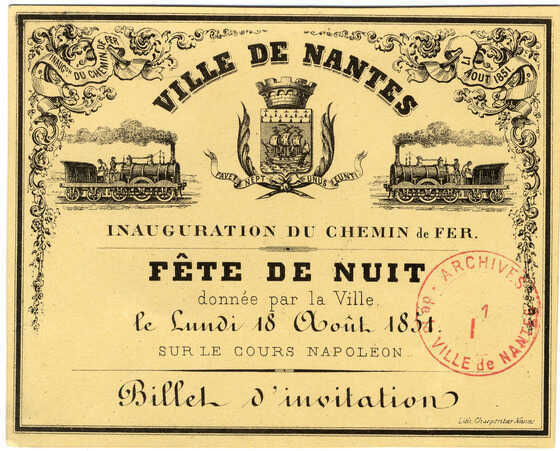 INAUG.ON DU CHEMIN DE FER
17 AOUT 1851
VILLE DE NANTES
FAVET NEPTUNUS EUNTI
INAUGURATION DU CHEMIN de FER.
FÊTE DE NUIT
donnée par la Ville
le Lundi 18 Août 1851.
SUR LE COURS NAPOLÉON
Billet d'invitation
Lith. Charpentier Nantes
ARCHIVES
1
I
VILLE de NANTES